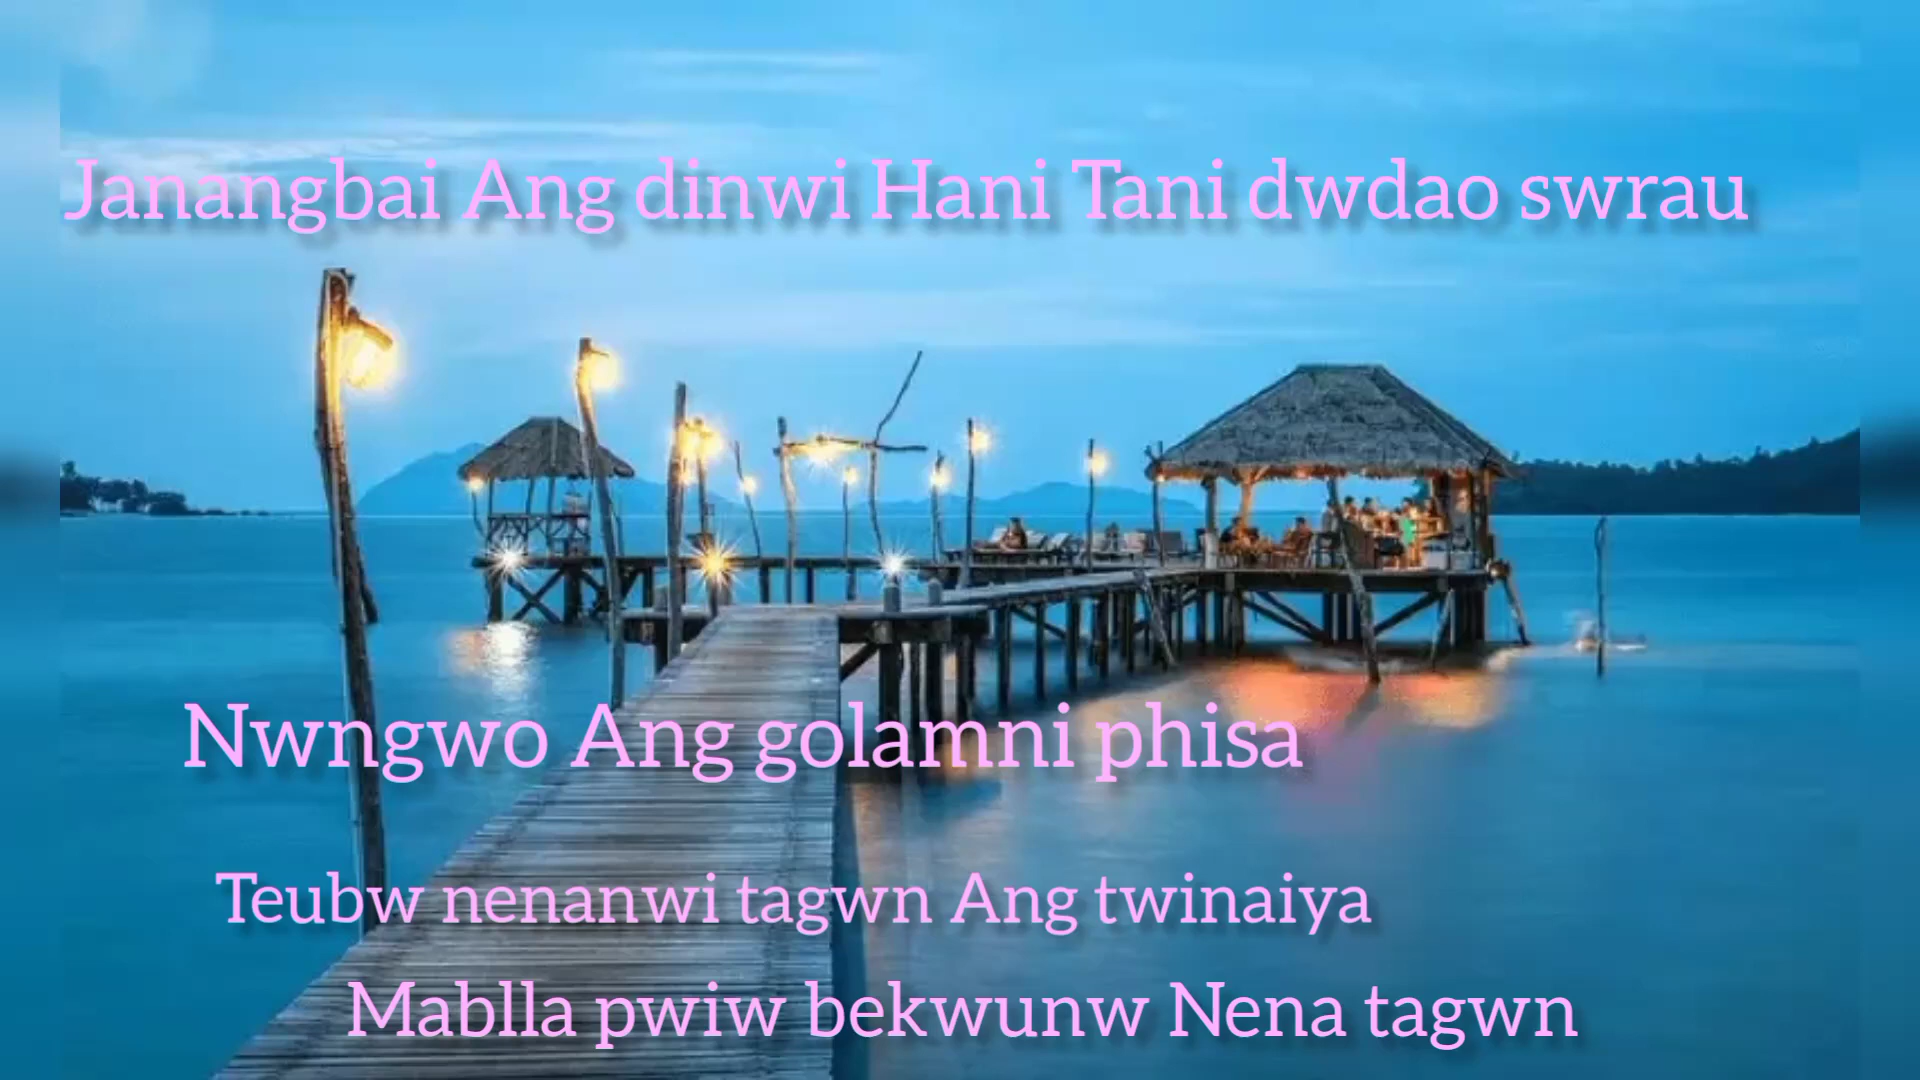 Janangbai Ang dinwi Hani Tani dwdao swrau
Nwngwo Ang golamni phisa
Teubw nenanwi tagwn Ang twinaiya
Mablla pwiw bekwunw Nena tagwn